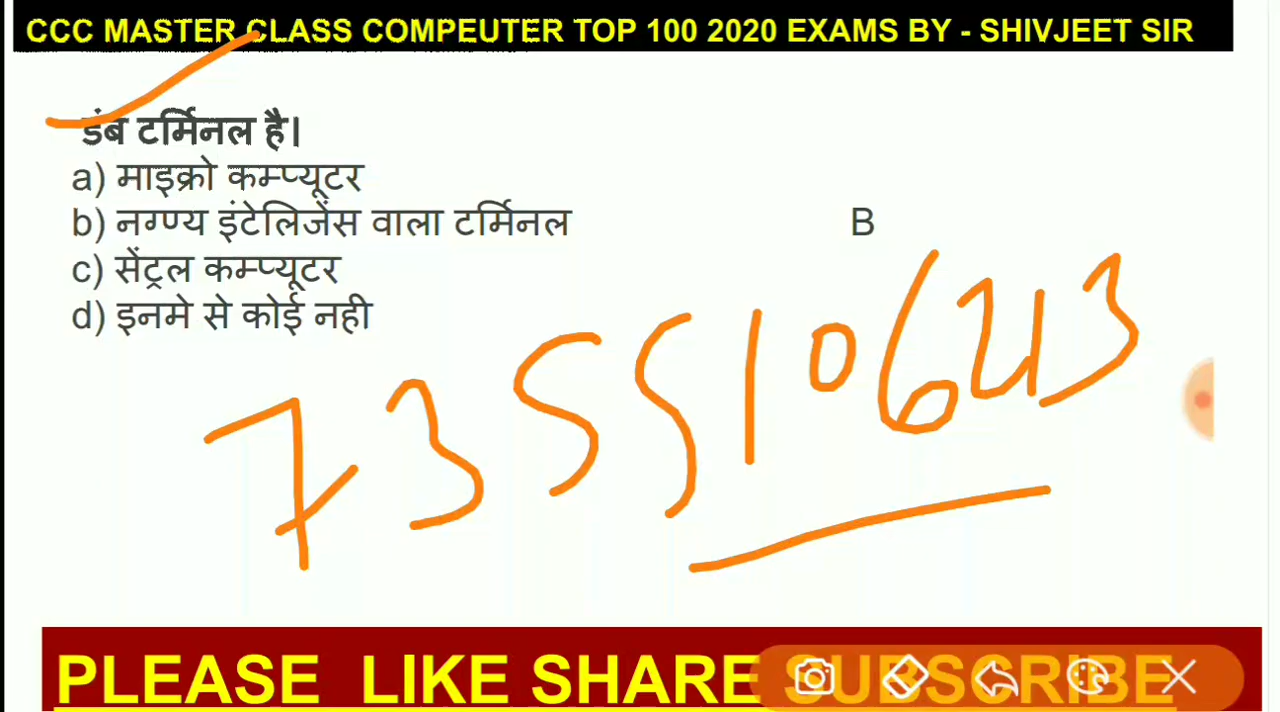 CCC MASTER CLASS COMPEUTER TOP 100 2020 EXAMS BY - SHIVJEET SIR
डंब टर्मिनल है।
a) माइक्रो कम्प्यूटर
b) नगण्य इंटेलिजेंस वाला टर्मिनल
B
c) सेंट्रल कम्प्यूटर
d) इनमे से कोई नही
7355106213
PLEASE LIKE SHARE SUBSCRIBE